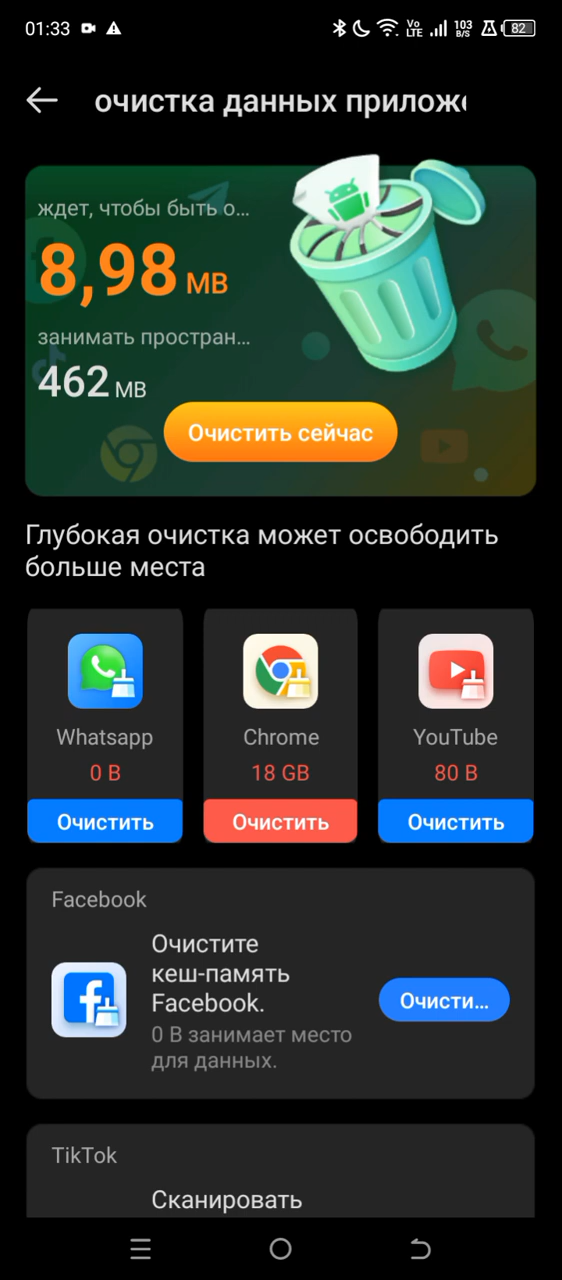 01:33
Vo LTE 103 B/S 82
очистка данных прилож
ждет, чтобы быть о...
8,98 MB
занимать простран...
462 MB
Очистить сейчас
Глубокая очистка может освободить
больше места
Whatsapp Chrome YouTube
0 B 18 GB 80 B
Очистить Очистить Очистить
Facebook
Очистите
кеш-память
Facebook.
Очисти...
0 B занимает место
для данных.
TikTok
Сканировать